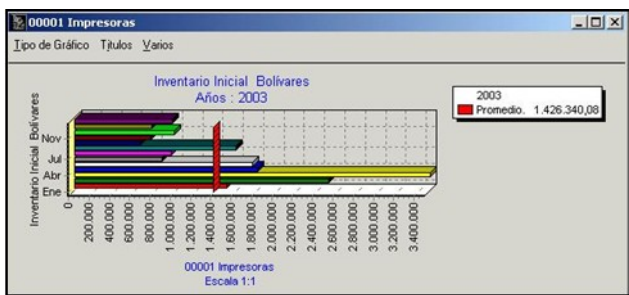 00001 Impresoras
Tipo de Gráfico Títulos Varios
Inventario Inicial Bolívares
Años : 2003
2003
Promedio. 1.426.340,08
Inventario Inicial Bolívares
Nov
Jul
Abr
Ene
0
200.000
400.000
600.000
800.000
1.000.000
1.200.000
1.400.000
1.600.000
1.800.000
2.000.000
2.200.000
2.400.000
2.600.000
2.800.000
3.000.000
3.200.000
3.400.000
00001 Impresoras
Escala 1:1